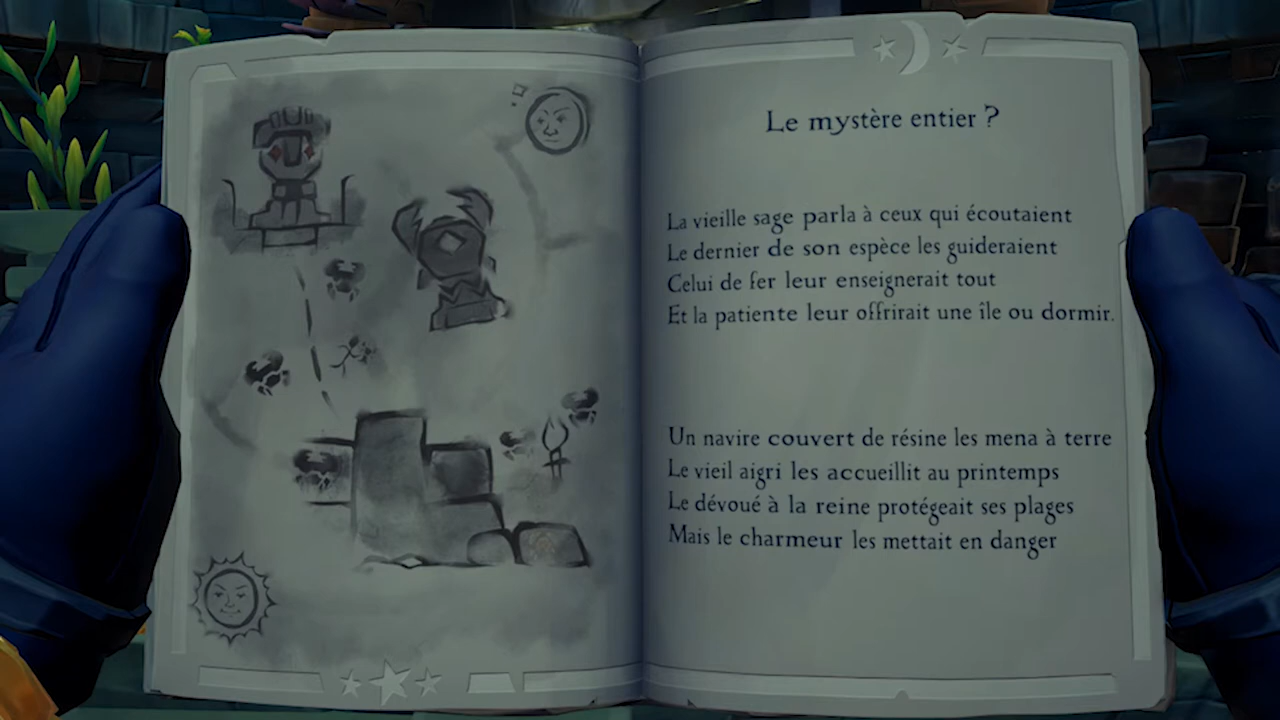 Le mystère entier ?
La vieille sage parla à ceux qui écoutaient
Le dernier de son espèce les guideraient
Celui de fer leur enseignerait tout
Et la patiente leur offrirait une île ou dormir.
Un navire couvert de résine les mena à terre
Le vieil aigri les accueillit au printemps
Le dévoué à la reine protégeait ses plages
Mais le charmeur les mettait en danger